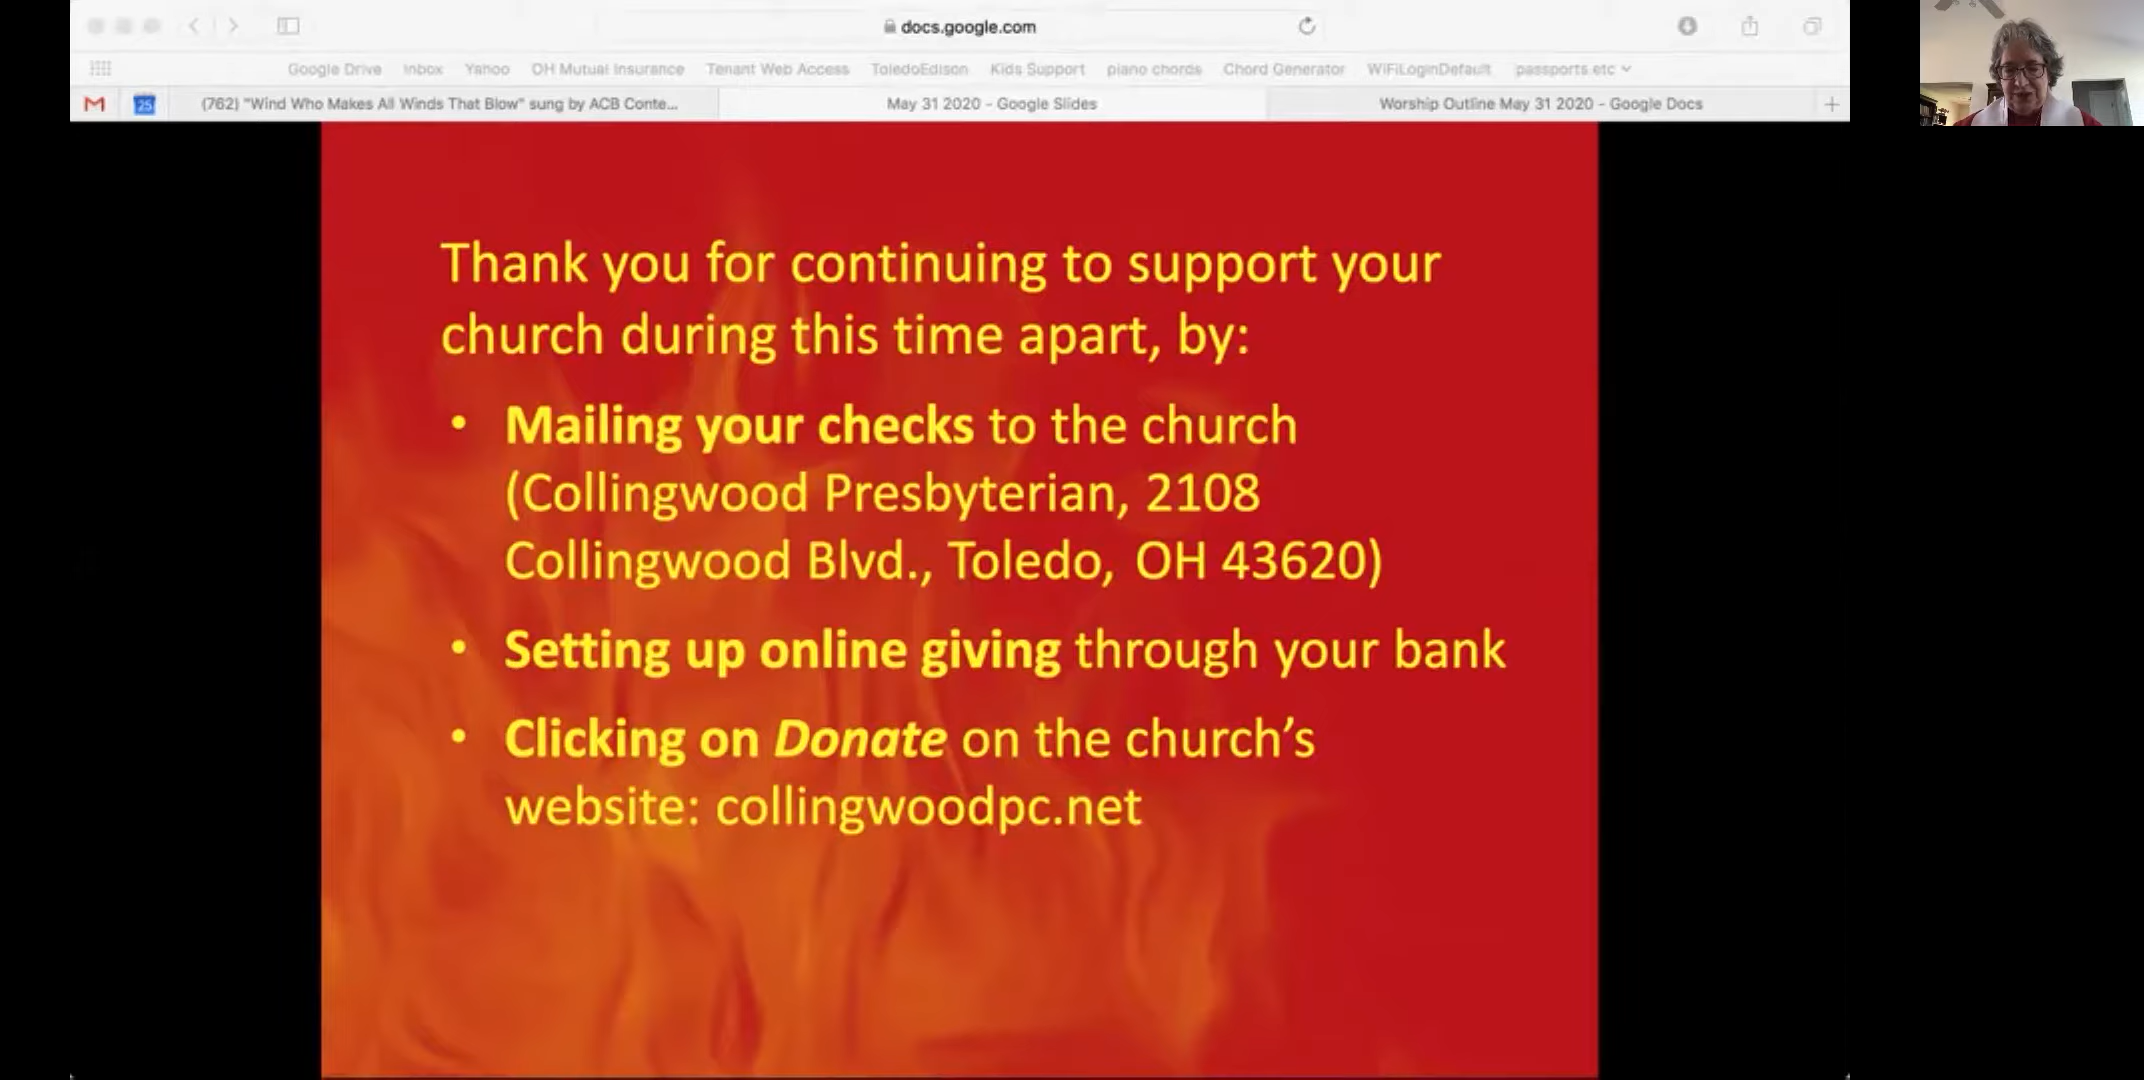 docs.google.com
Google Drive Inbox Yahoo OH Mutual Insurance Tenant Web Access ToledoEdison Kids Support piano chords Chord Generator WiFiLoginDefault passports etc
25 (762) "Wind Who Makes All Winds That Blow" sung by ACB Conte... May 31 2020 - Google Slides Worship Outline May 31 2020 - Google Docs
Thank you for continuing to support your
church during this time apart, by:
• Mailing your checks to the church
(Collingwood Presbyterian, 2108
Collingwood Blvd., Toledo, OH 43620)
• Setting up online giving through your bank
• Clicking on Donate on the church’s
website: collingwoodpc.net